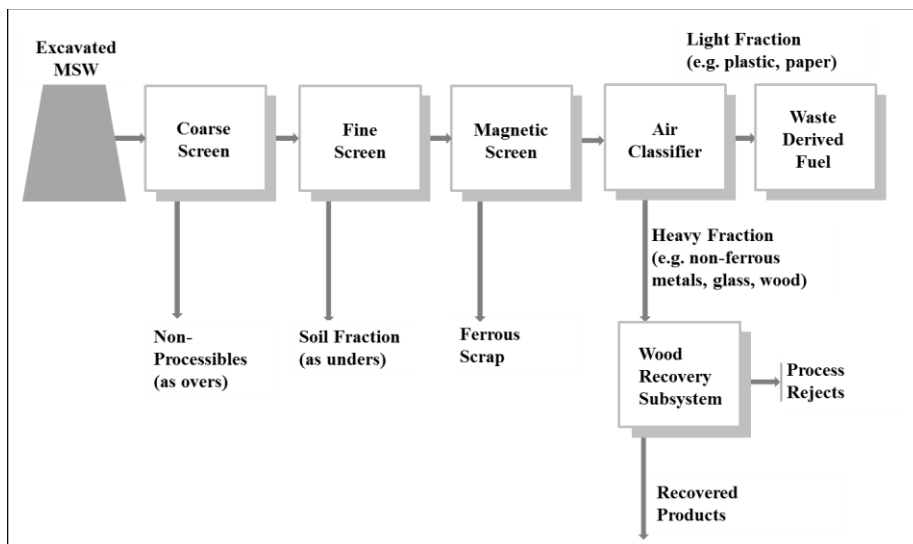 Excavated
MSW
Coarse
Screen
Fine
Screen
Magnetic
Screen
Air
Classifier
Light Fraction
(e.g. plastic, paper)
Waste
Derived
Fuel
Non-
Processibles
(as overs)
Soil Fraction
(as unders)
Ferrous
Scrap
Heavy Fraction
(e.g. non-ferrous
metals, glass, wood)
Wood
Recovery
Subsystem
Process
Rejects
Recovered
Products